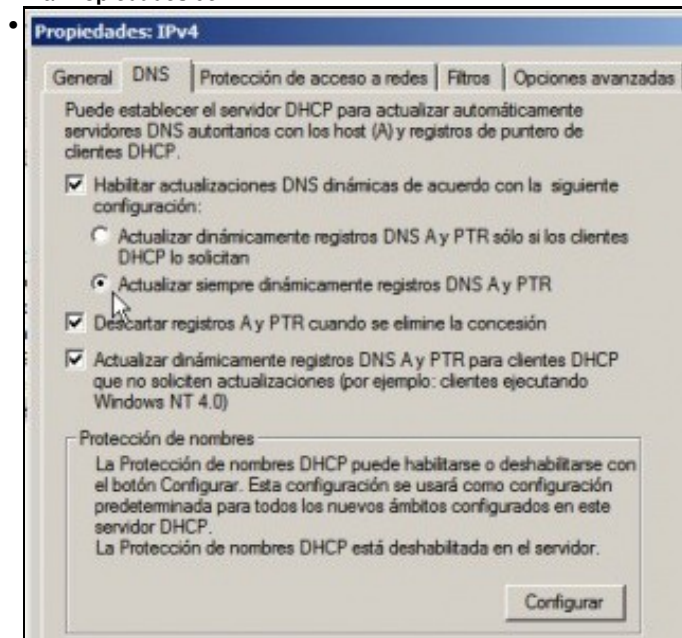 Propiedades: IPv4
General DNS Protección de acceso a redes Filtros Opciones avanzadas
Puede establecer el servidor DHCP para actualizar automáticamente
servidores DNS autoritarios con los host (A) y registros de puntero de
clientes DHCP.
Habilitar actualizaciones DNS dinámicas de acuerdo con la siguiente
configuración:
Actualizar dinámicamente registros DNS A y PTR sólo si los clientes
DHCP lo solicitan
Actualizar siempre dinámicamente registros DNS A y PTR
Descartar registros A y PTR cuando se elimine la concesión
Actualizar dinámicamente registros DNS A y PTR para clientes DHCP
que no soliciten actualizaciones (por ejemplo: clientes ejecutando
Windows NT 4.0)
Protección de nombres
La Protección de nombres DHCP puede habilitarse o deshabilitarse con
el botón Configurar. Esta configuración se usará como configuración
predeterminada para todos los nuevos ámbitos configurados en este
servidor DHCP.
La Protección de nombres DHCP está deshabilitada en el servidor.
Configurar